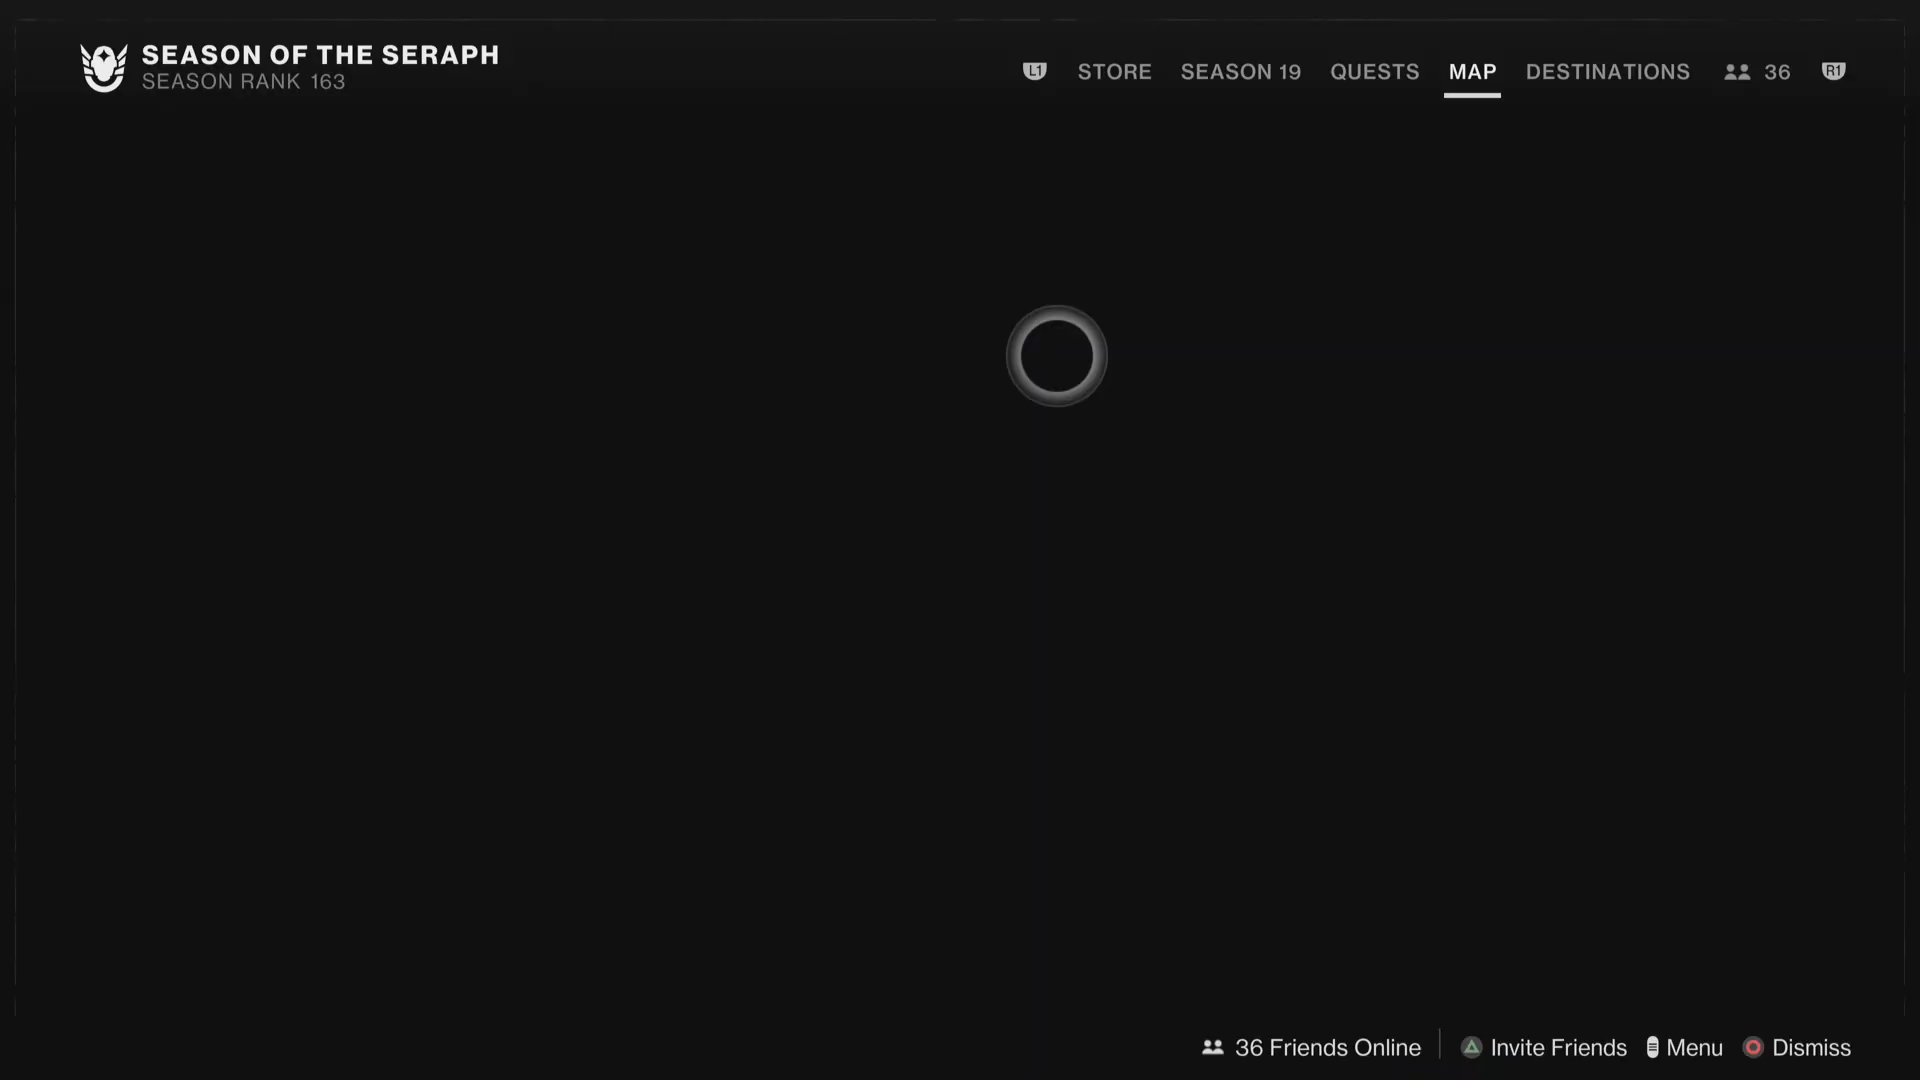 SEASON OF THE SERAPH
SEASON RANK 163
L1 STORE SEASON 19 QUESTS MAP DESTINATIONS 36 R1
36 Friends Online Invite Friends Menu Dismiss